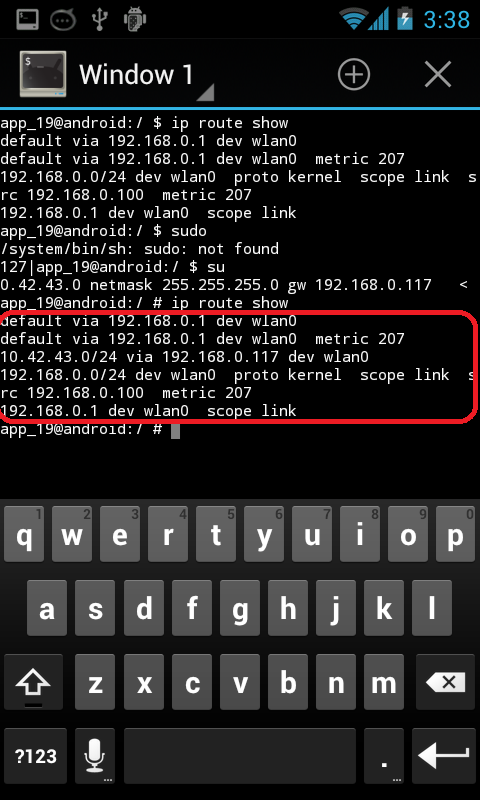 3:38
Window 1
app_19@android:/ $ ip route show
default via 192.168.0.1 dev wlan0
default via 192.168.0.1 dev wlan0  metric 207
192.168.0.0/24 dev wlan0  proto kernel  scope link  s
rc 192.168.0.100  metric 207
192.168.0.1 dev wlan0  scope link
app_19@android:/ $ sudo
/system/bin/sh: sudo: not found
127|app_19@android:/ $ su
0.42.43.0 netmask 255.255.255.0 gw 192.168.0.117   <
app_19@android:/ # ip route show
default via 192.168.0.1 dev wlan0
default via 192.168.0.1 dev wlan0  metric 207
10.42.43.0/24 via 192.168.0.117 dev wlan0
192.168.0.0/24 dev wlan0  proto kernel  scope link  s
rc 192.168.0.100  metric 207
192.168.0.1 dev wlan0  scope link
app_19@android:/ #
1 2 3 4 5 6 7 8 9 0
q w e r t y u i o p
a s d f g h j k l
z x c v b n m
?123 ... . ...